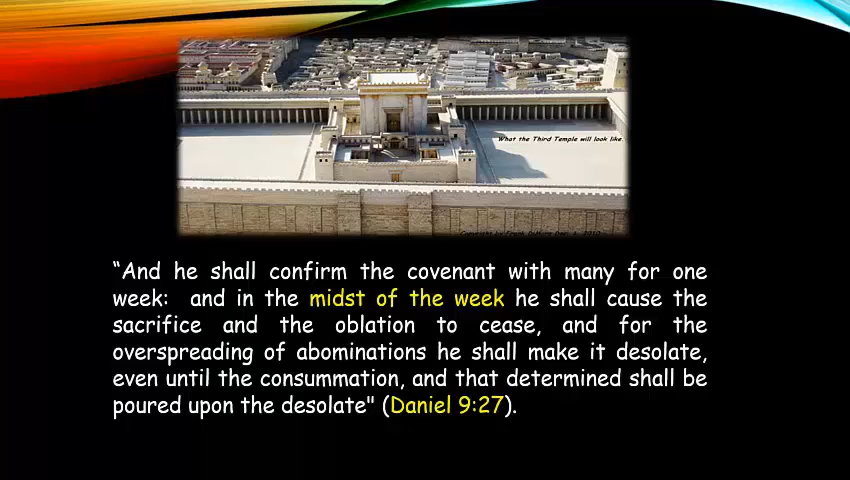 What the Third Temple will look like.
“And he shall confirm the covenant with many for one
week: and in the midst of the week he shall cause the
sacrifice and the oblation to cease, and for the
overspreading of abominations he shall make it desolate,
even until the consummation, and that determined shall be
poured upon the desolate" (Daniel 9:27).